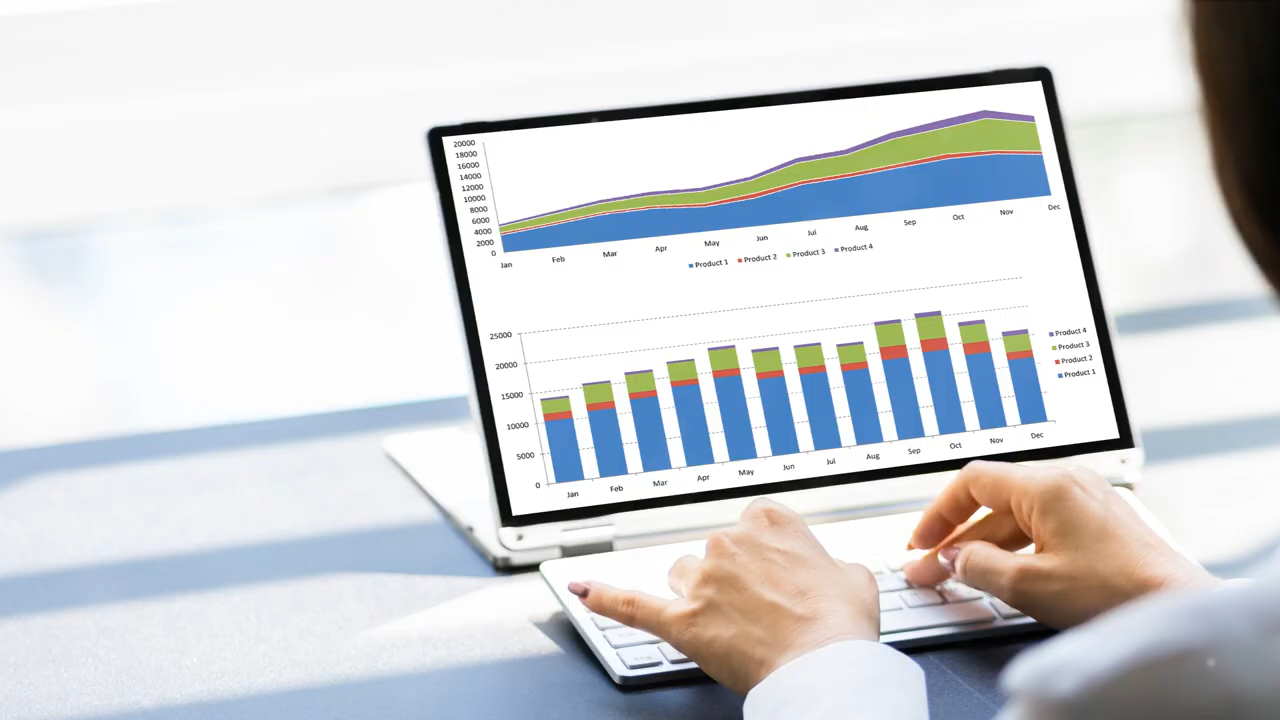 20000
18000
16000
14000
12000
10000
8000
6000
4000
2000
0
Jan Feb Mar Apr May Jun Jul Aug Sep Oct Nov Dec
Product 1 Product 2 Product 3 Product 4
25000
20000
15000
10000
5000
0
Jan Feb Mar Apr May Jun Jul Aug Sep Oct Nov Dec
Product 4
Product 3
Product 2
Product 1